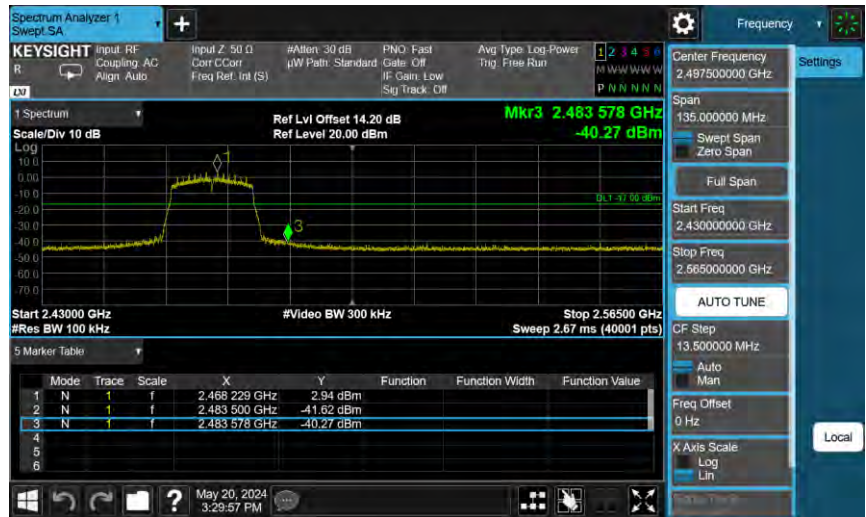 Spectrum Analyzer 1
Swept SA
+
Frequency
KEYSIGHT
R
LXI
Input: RF
Coupling: AC
Align: Auto
Input Z: 50 Ω
Corr CCorr
Freq Ref: Int (S)
#Atten: 30 dB
µW Path: Standard
PNO: Fast
Gate: Off
IF Gain: Low
Sig Track: Off
Avg Type: Log-Power
Trig: Free Run
1 2 3 4 5 6
M W W W W W
P N N N N N
1 Spectrum
Scale/Div 10 dB
Ref Lvl Offset 14.20 dB
Ref Level 20.00 dBm
Mkr3 2.483 578 GHz
-40.27 dBm
Log
10.0
0.00
-10.0
-20.0
-30.0
-40.0
-50.0
-60.0
-70.0
1
3
DL1 -17.00 dBm
Start 2.43000 GHz
#Video BW 300 kHz
Stop 2.56500 GHz
#Res BW 100 kHz
Sweep 2.67 ms (40001 pts)
5 Marker Table
Mode Trace Scale X Y Function Function Width Function Value
1 N 1 f 2.468 229 GHz 2.94 dBm
2 N 1 f 2.483 500 GHz -41.62 dBm
3 N 1 f 2.483 578 GHz -40.27 dBm
4
5
6
?
May 20, 2024
3:29:57 PM
Center Frequency
2.497500000 GHz
Settings
Span
135.000000 MHz
Swept Span
Zero Span
Full Span
Start Freq
2.430000000 GHz
Stop Freq
2.565000000 GHz
AUTO TUNE
CF Step
13.500000 MHz
Auto
Man
Freq Offset
0 Hz
X Axis Scale
Log
Lin
Local